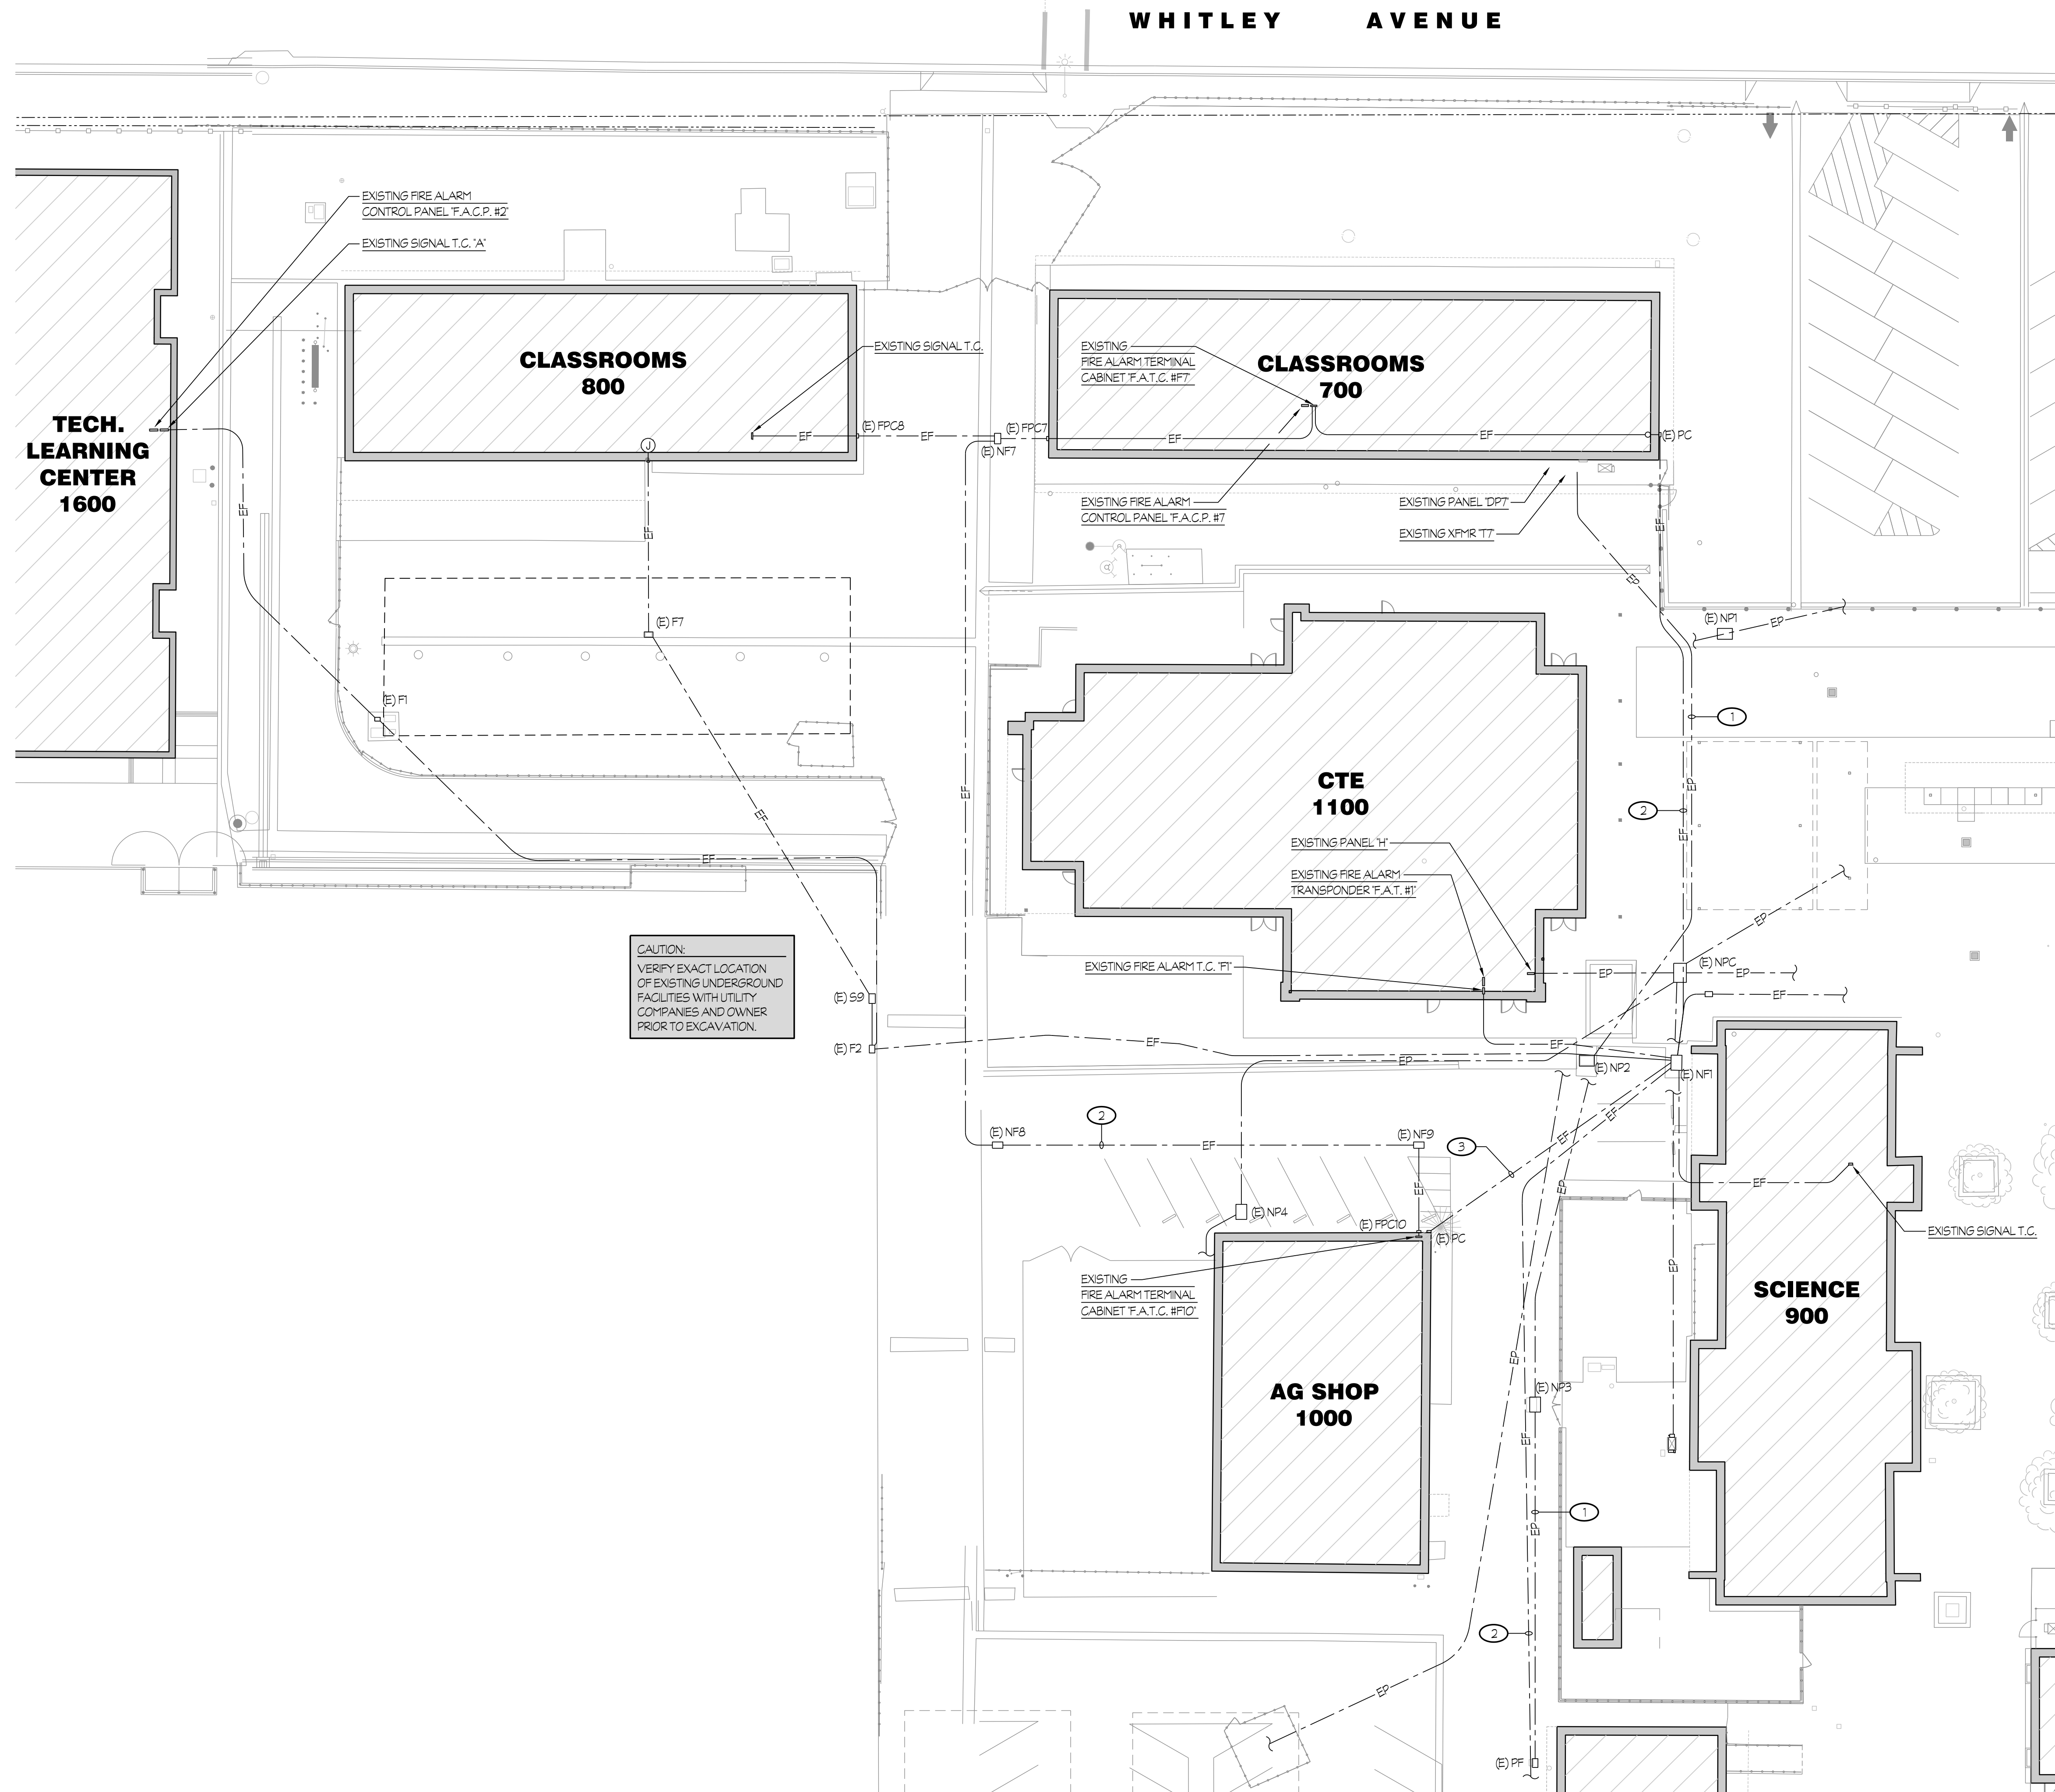 WHITLEY AVENUE
EXISTING FIRE ALARM
CONTROL PANEL "F.A.C.P. #2"
EXISTING SIGNAL T.C. "A"
TECH.
LEARNING
CENTER
1600
CLASSROOMS
800
EXISTING SIGNAL T.C.
EF
(E) FPC8
EF
(E) NF7
(E) FPC7
J
EXISTING
FIRE ALARM TERMINAL
CABINET "F.A.T.C. #F7"
CLASSROOMS
700
EF
EF
(E) PC
EXISTING FIRE ALARM
CONTROL PANEL "F.A.C.P. #7
EXISTING PANEL "DP7"
EXISTING XFMR "T7"
EF
EF
EF
EP
(E) F7
(E) NP1
EP
(E) F1
1
CTE
1100
EF
EF
EP
2
EF
EXISTING PANEL "H"
EXISTING FIRE ALARM
TRANSPONDER "F.A.T. #1"
EF
EP
CAUTION:
VERIFY EXACT LOCATION
OF EXISTING UNDERGROUND
FACILITIES WITH UTILITY
COMPANIES AND OWNER
PRIOR TO EXCAVATION.
EXISTING FIRE ALARM T.C. "F1"
EP
(E) NPC
EP
EF
(E) S9
(E) F2
EF
EP
EF
(E) NP2
(E) NF1
2
(E) NF8
EF
(E) NF9
3
EF
EF
EF
EP
EF
(E) NP4
(E) FPC10
(E) PC
EXISTING SIGNAL T.C.
EXISTING
FIRE ALARM TERMINAL
CABINET "F.A.T.C. #F10"
EP
SCIENCE
900
AG SHOP
1000
EP
(E) NP3
EF
1
EP
2
EP
(E) PF